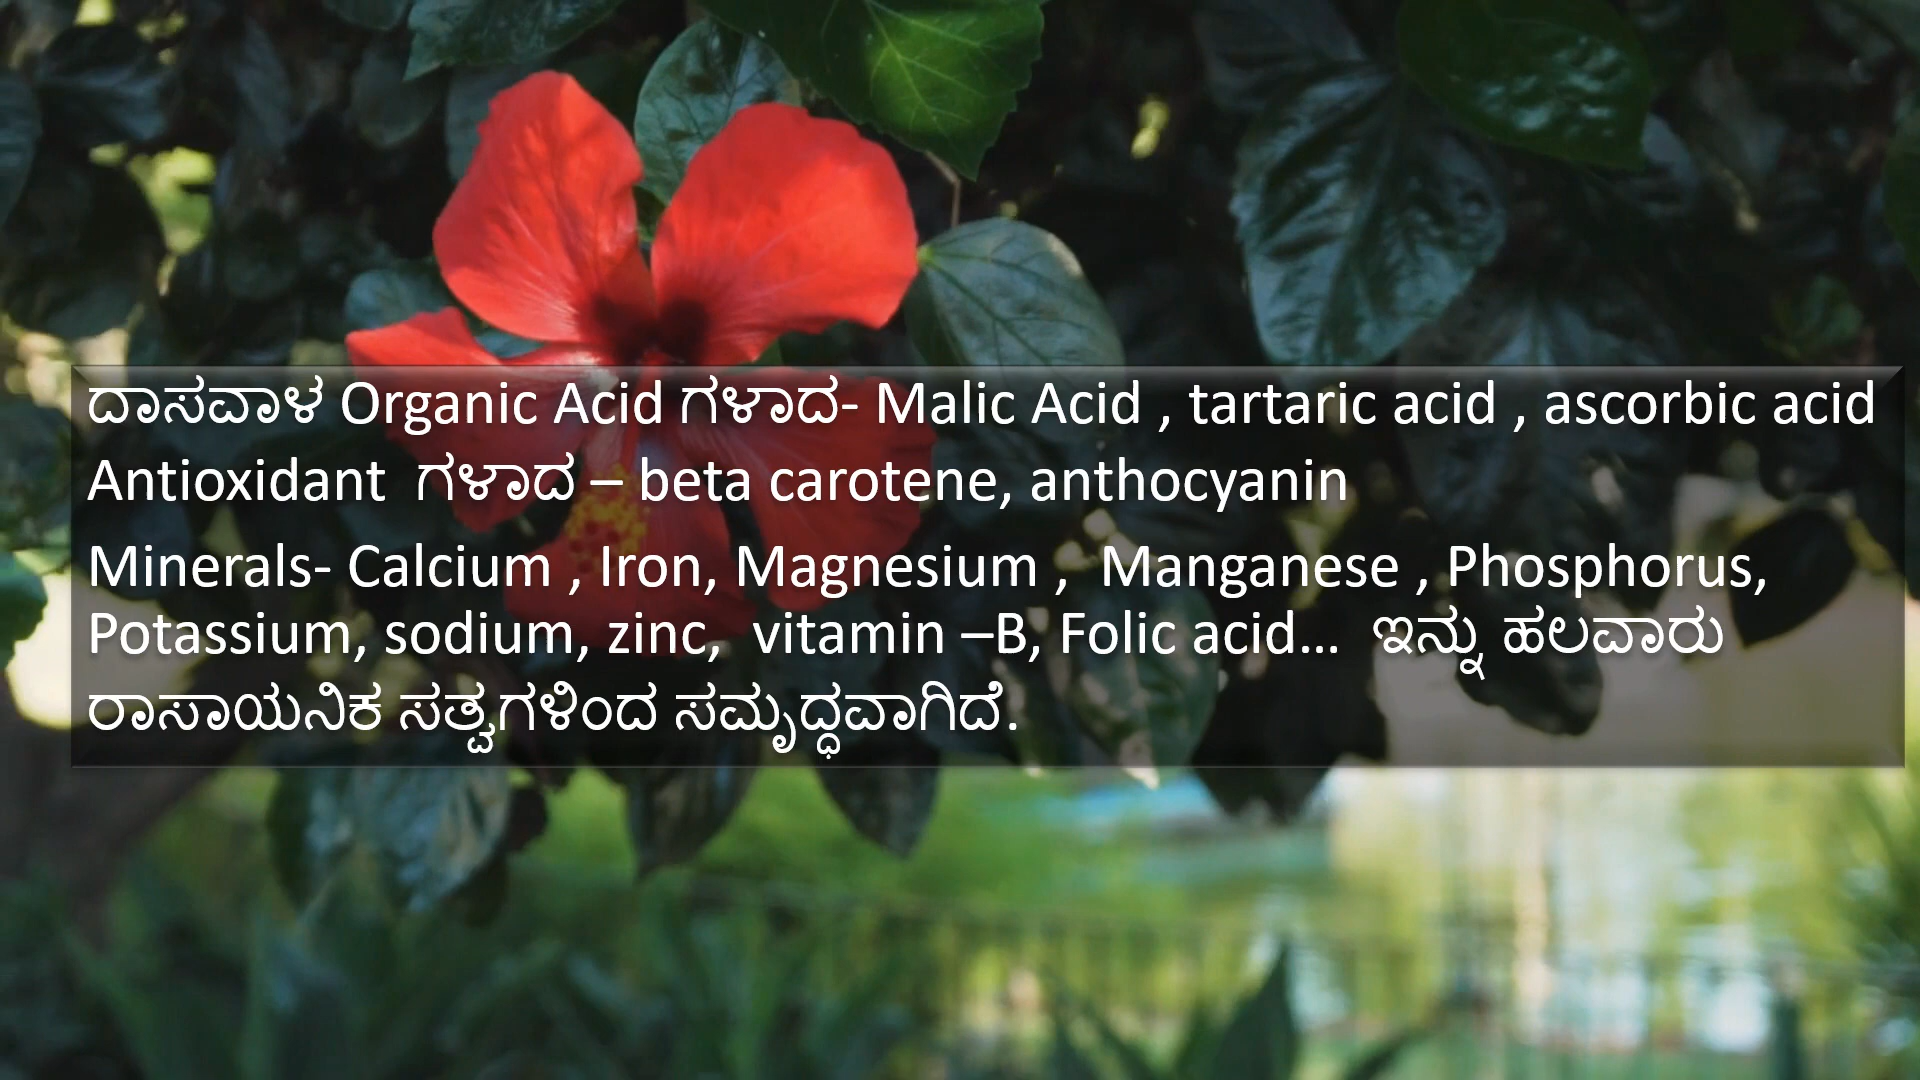 ದಾಸವಾಳ Organic Acid ಗಳಾದ- Malic Acid , tartaric acid , ascorbic acid
Antioxidant ಗಳಾದ – beta carotene, anthocyanin
Minerals- Calcium , Iron, Magnesium , Manganese , Phosphorus,
Potassium, sodium, zinc, vitamin –B, Folic acid... ಇನ್ನು ಹಲವಾರು
ರಾಸಾಯನಿಕ ಸತ್ವಗಳಿಂದ ಸಮೃದ್ಧವಾಗಿದೆ.